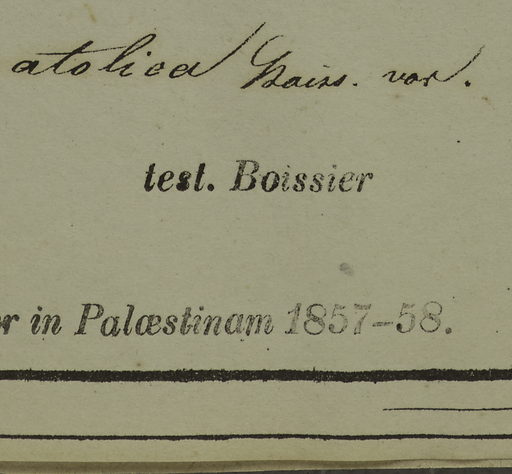 atolica Boiss. var.
test. Boissier
r in Palæstinam 1857-58.